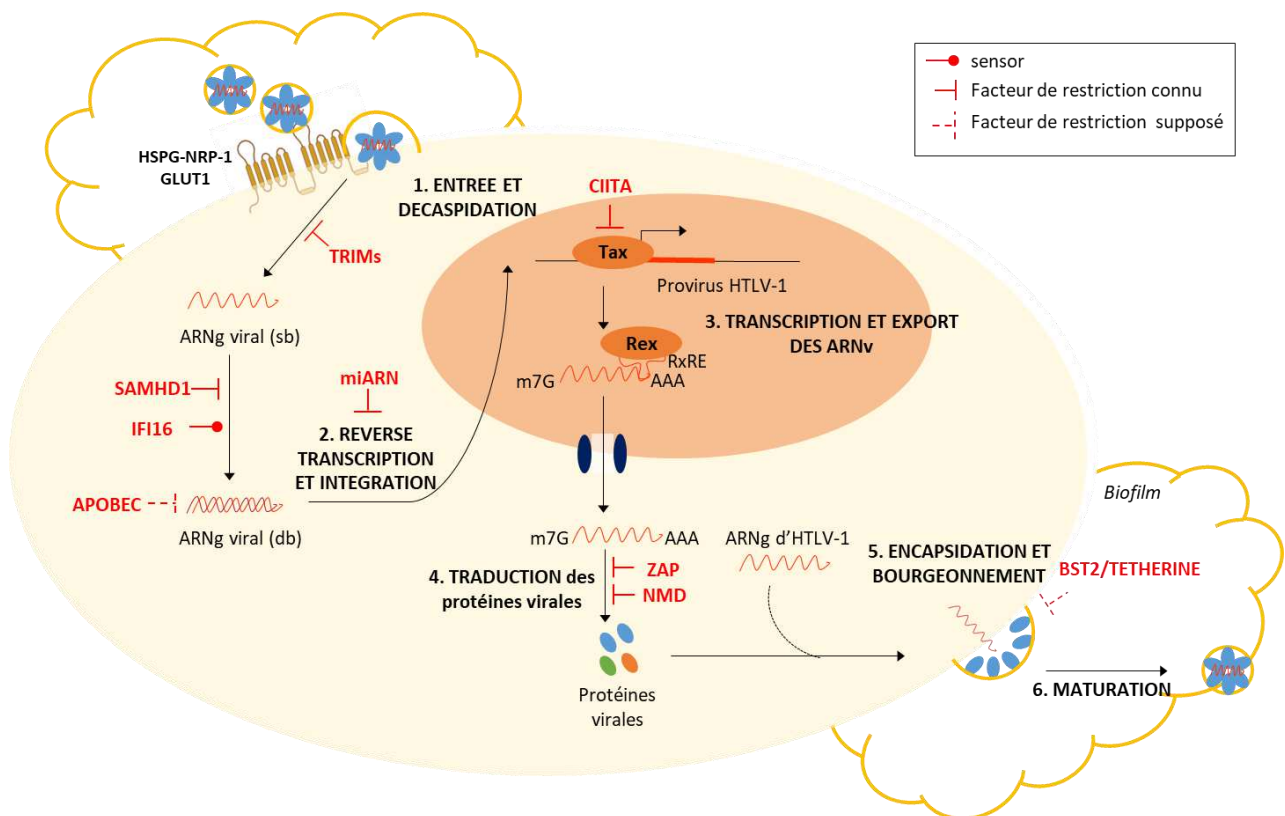 sensor
Facteur de restriction connu
Facteur de restriction supposé
HSPG-NRP-1
GLUT1
1. ENTREE ET
DECASPIDATION
CIITA
TRIMs
Tax
Provirus HTLV-1
ARNg viral (sb)
3. TRANSCRIPTION ET EXPORT
DES ARNv
Rex
RxRE
m7G
AAA
SAMHD1
miARN
IFI16
2. REVERSE
TRANSCRIPTION
ET INTEGRATION
APOBEC
ARNg viral (db)
Biofilm
m7G
AAA
ARNg d'HTLV-1
5. ENCAPSIDATION ET
BOURGEONNEMENT
BST2/TETHERINE
4. TRADUCTION des
protéines virales
ZAP
NMD
Protéines
virales
6. MATURATION